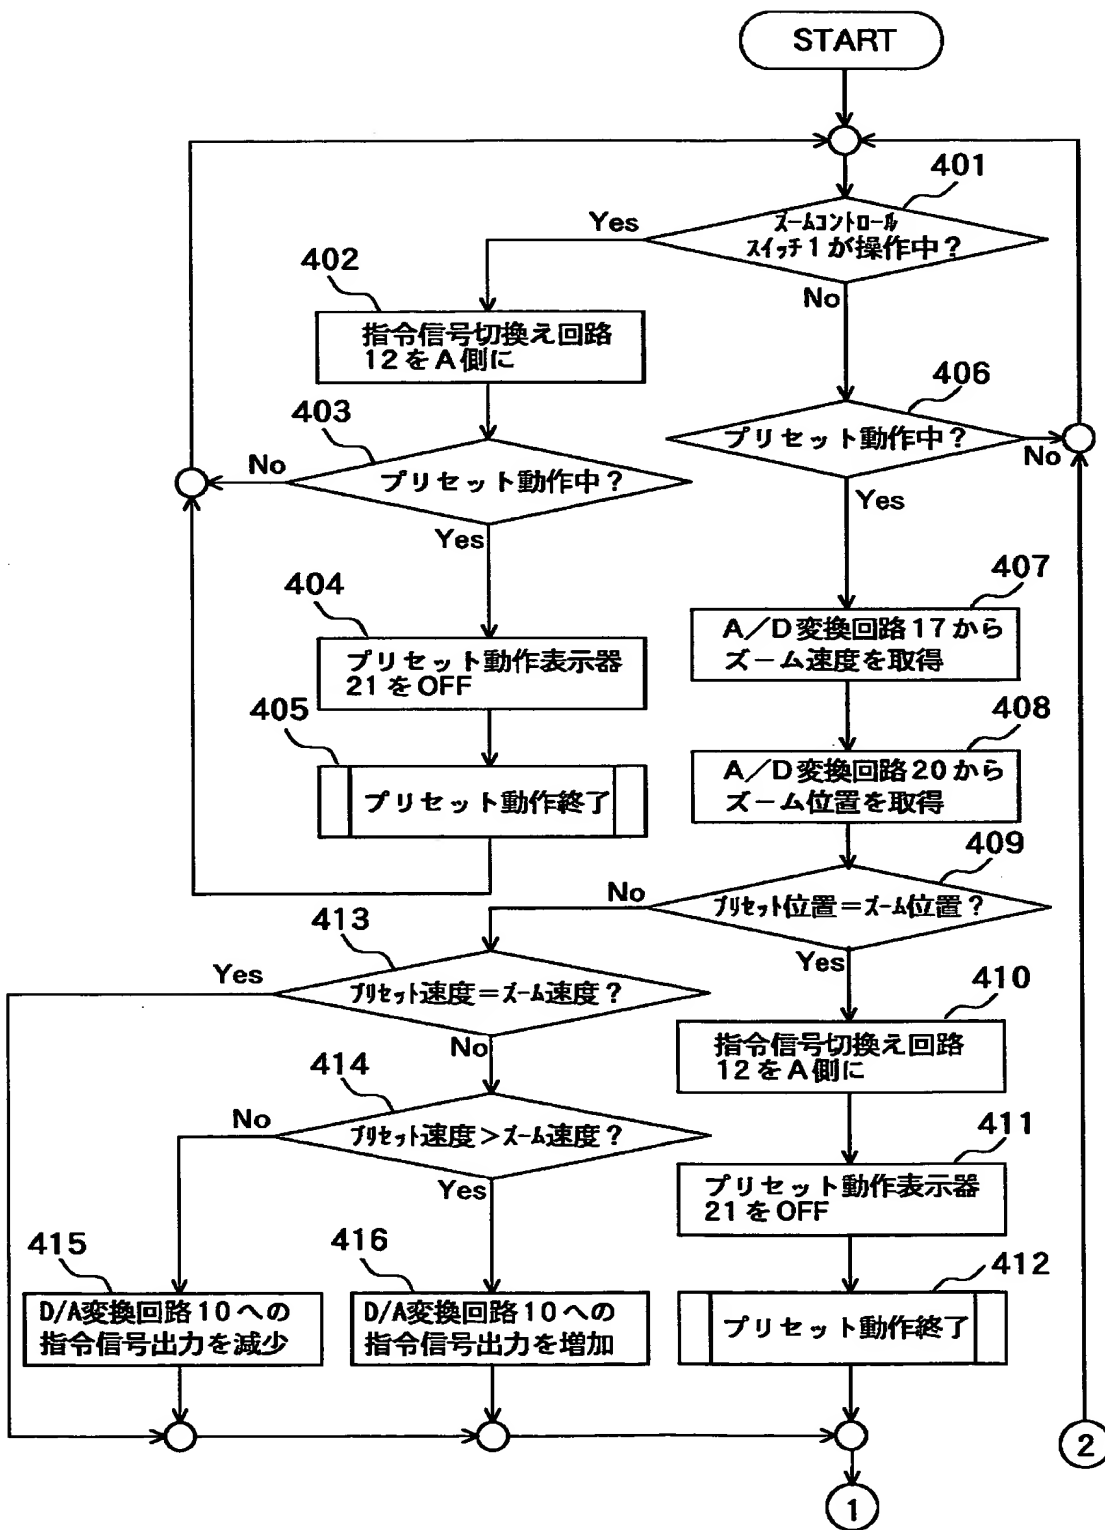 START
401
ズームコントロール
スイッチ1が操作中？
Yes
No
402
指令信号切換え回路
12をA側に
403
プリセット動作中？
No
Yes
404
プリセット動作表示器
21をOFF
405
プリセット動作終了
406
プリセット動作中？
No
Yes
407
A／D変換回路17から
ズーム速度を取得
408
A／D変換回路20から
ズーム位置を取得
409
プリセット位置＝ズーム位置？
No
Yes
410
指令信号切換え回路
12をA側に
411
プリセット動作表示器
21をOFF
412
プリセット動作終了
413
プリセット速度＝ズーム速度？
Yes
No
414
プリセット速度＞ズーム速度？
No
Yes
415
D/A変換回路10への
指令信号出力を減少
416
D/A変換回路10への
指令信号出力を増加
2
1